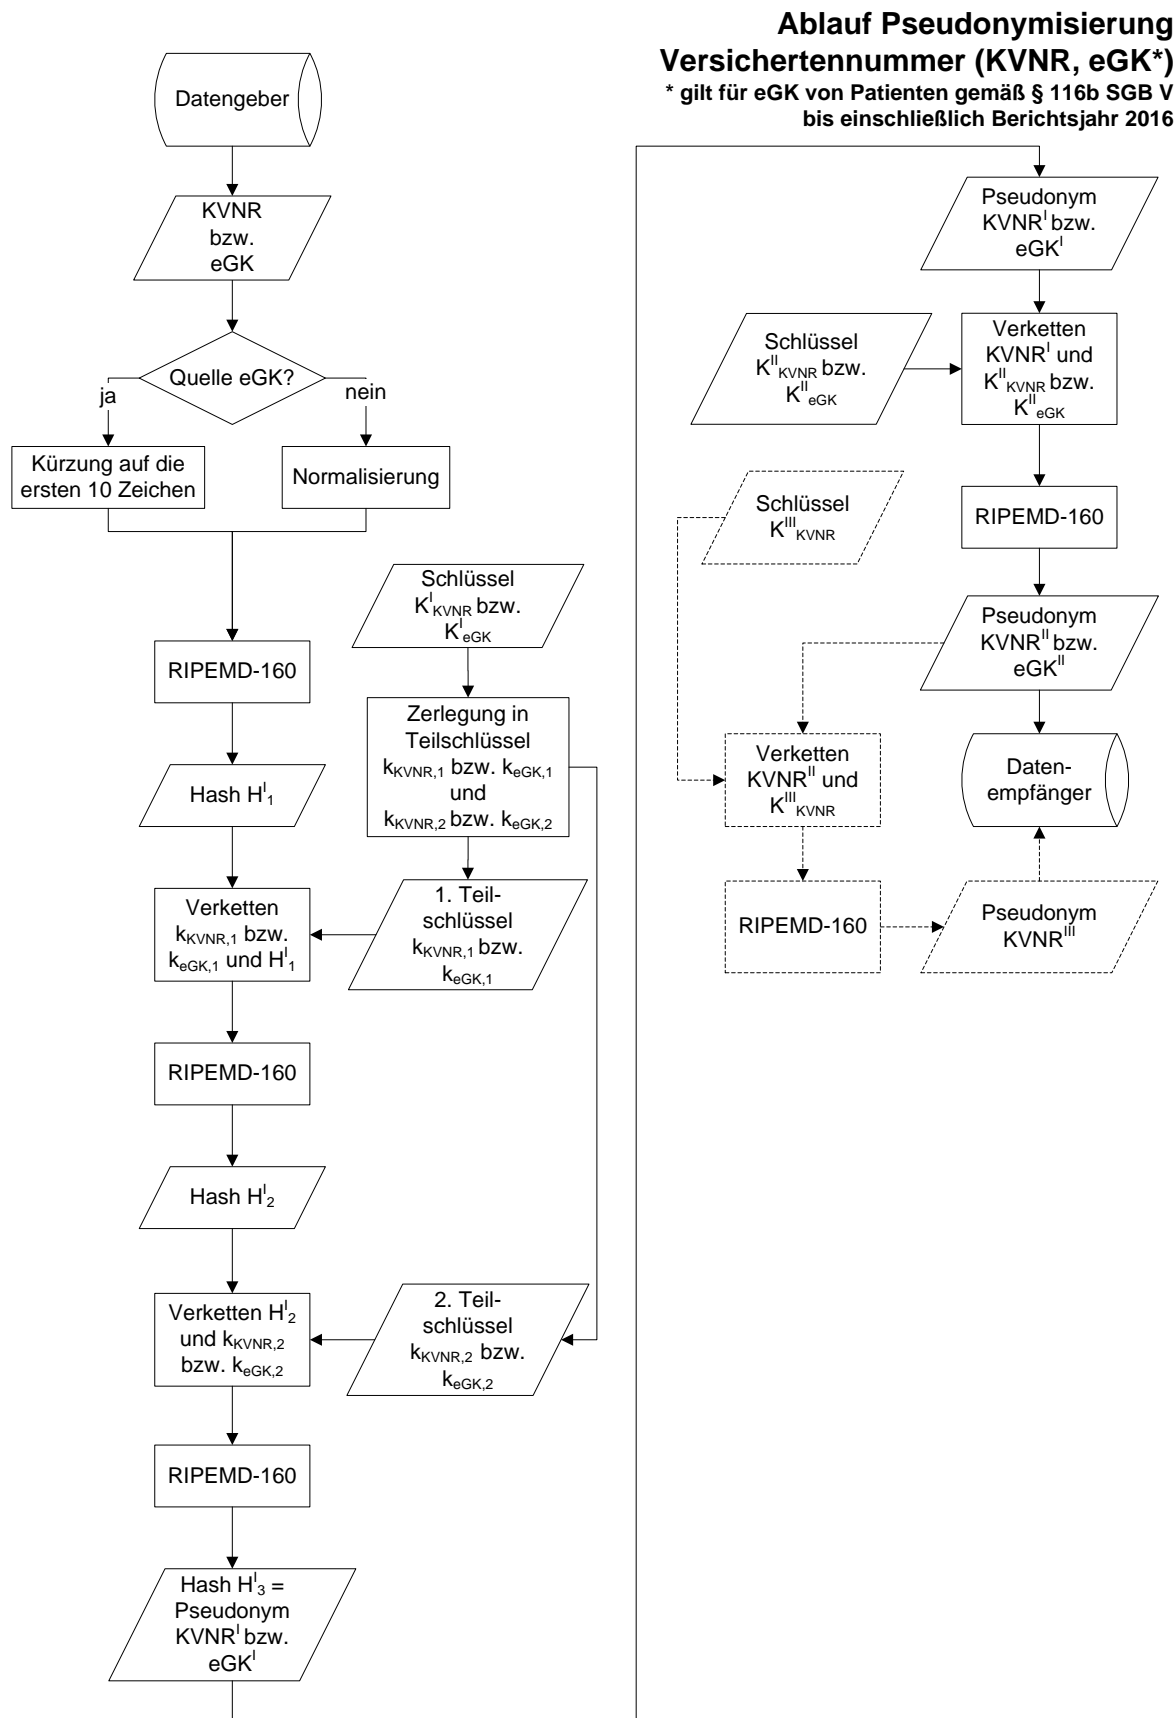 Ablauf Pseudonymisierung
Versichertennummer (KVNR, eGK*)
* gilt für eGK von Patienten gemäß § 116b SGB V
bis einschließlich Berichtsjahr 2016
Datengeber
KVNR
bzw.
eGK
Quelle eGK?
ja
nein
Kürzung auf die
ersten 10 Zeichen
Normalisierung
RIPEMD-160
Hash H^I_1
Schlüssel
K^I_KVNR bzw.
K^I_eGK
Zerlegung in
Teilschlüssel
k_KVNR,1 bzw. k_eGK,1
und
k_KVNR,2 bzw. k_eGK,2
1. Teil-
schlüssel
k_KVNR,1 bzw.
k_eGK,1
Verketten
k_KVNR,1 bzw.
k_eGK,1 und H^I_1
RIPEMD-160
Hash H^I_2
2. Teil-
schlüssel
k_KVNR,2 bzw.
k_eGK,2
Verketten H^I_2
und k_KVNR,2
bzw. k_eGK,2
RIPEMD-160
Hash H^I_3 =
Pseudonym
KVNR^I bzw.
eGK^I
Pseudonym
KVNR^I bzw.
eGK^I
Schlüssel
K^II_KVNR bzw.
K^II_eGK
Verketten
KVNR^I und
K^II_KVNR bzw.
K^II_eGK
Schlüssel
K^III_KVNR
RIPEMD-160
Pseudonym
KVNR^II bzw.
eGK^II
Verketten
KVNR^II und
K^III_KVNR
Daten-
empfänger
RIPEMD-160
Pseudonym
KVNR^III